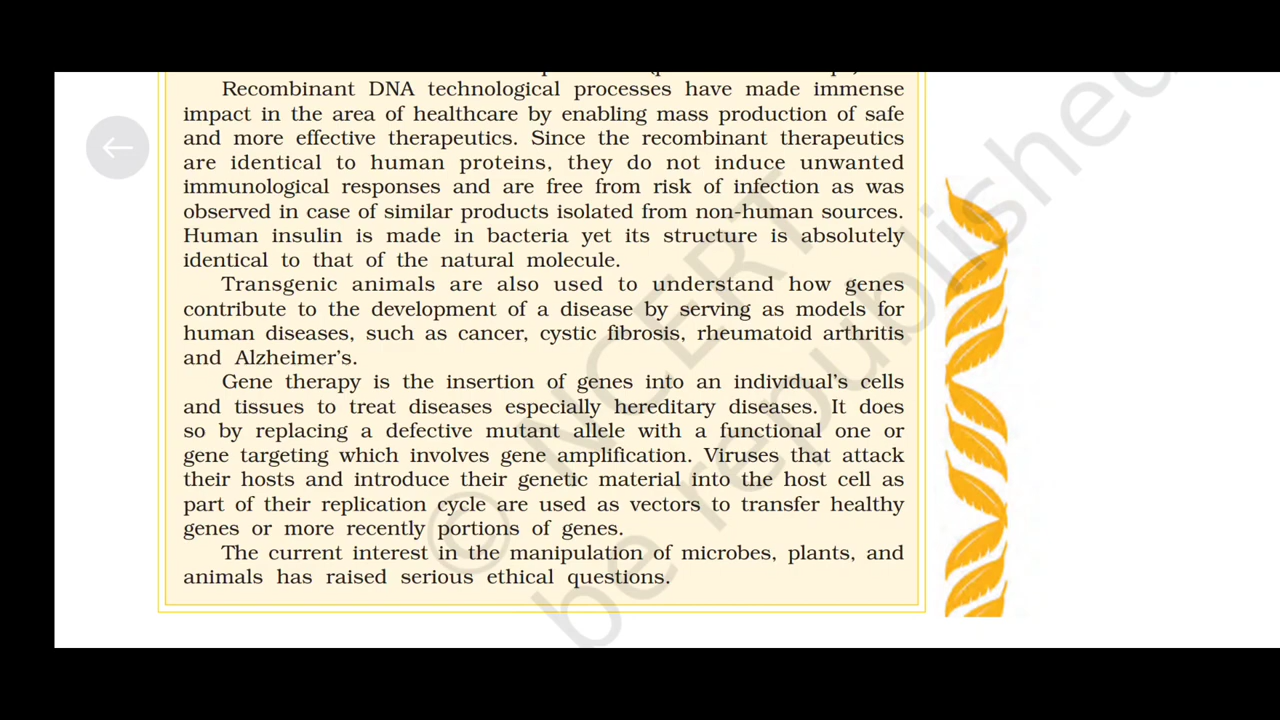 Recombinant DNA technological processes have made immense
impact in the area of healthcare by enabling mass production of safe
and more effective therapeutics. Since the recombinant therapeutics
are identical to human proteins, they do not induce unwanted
immunological responses and are free from risk of infection as was
observed in case of similar products isolated from non-human sources.
Human insulin is made in bacteria yet its structure is absolutely
identical to that of the natural molecule.
Transgenic animals are also used to understand how genes
contribute to the development of a disease by serving as models for
human diseases, such as cancer, cystic fibrosis, rheumatoid arthritis
and Alzheimer's.
Gene therapy is the insertion of genes into an individual's cells
and tissues to treat diseases especially hereditary diseases. It does
so by replacing a defective mutant allele with a functional one or
gene targeting which involves gene amplification. Viruses that attack
their hosts and introduce their genetic material into the host cell as
part of their replication cycle are used as vectors to transfer healthy
genes or more recently portions of genes.
The current interest in the manipulation of microbes, plants, and
animals has raised serious ethical questions.
© NCERT
be republished